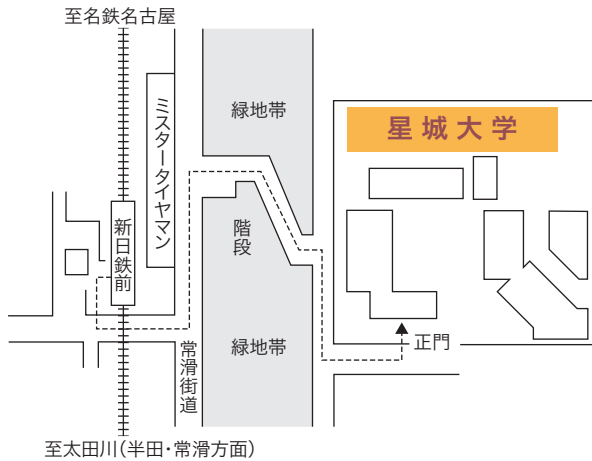 至名鉄名古屋
緑地帯
星城大学
ミスタータイヤマン
新日鉄前
階段
緑地帯
正門
常滑街道
至太田川(半田・常滑方面)